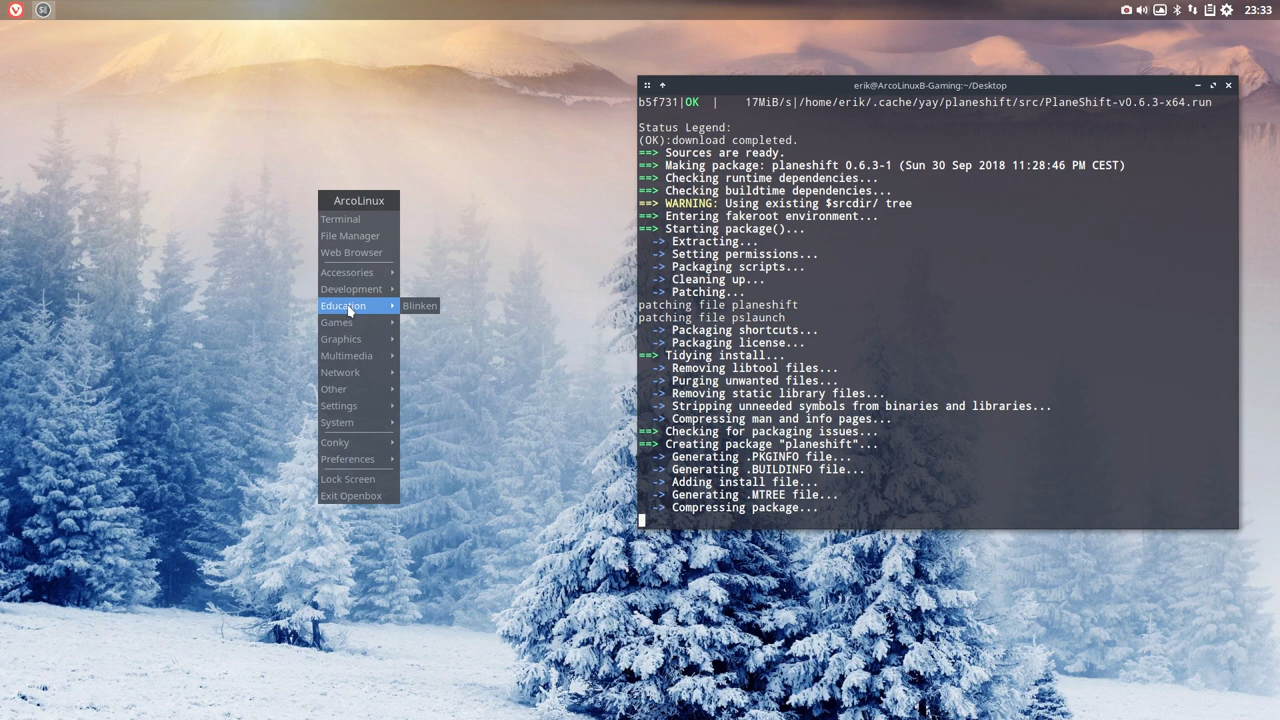 23:33
erik@ArcoLinuxB-Gaming:~/Desktop
b5f731|OK  |    17MiB/s|/home/erik/.cache/yay/planeshift/src/PlaneShift-v0.6.3-x64.run
Status Legend:
(OK):download completed.
==> Sources are ready.
==> Making package: planeshift 0.6.3-1 (Sun 30 Sep 2018 11:28:46 PM CEST)
==> Checking runtime dependencies...
==> Checking buildtime dependencies...
==> WARNING: Using existing $srcdir/ tree
==> Entering fakeroot environment...
==> Starting package()...
  -> Extracting...
  -> Setting permissions...
  -> Packaging scripts...
  -> Cleaning up...
  -> Patching...
patching file planeshift
patching file pslaunch
  -> Packaging shortcuts...
  -> Packaging license...
==> Tidying install...
  -> Removing libtool files...
  -> Purging unwanted files...
  -> Removing static library files...
  -> Stripping unneeded symbols from binaries and libraries...
  -> Compressing man and info pages...
==> Checking for packaging issues...
==> Creating package "planeshift"...
  -> Generating .PKGINFO file...
  -> Generating .BUILDINFO file...
  -> Adding install file...
  -> Generating .MTREE file...
  -> Compressing package...
ArcoLinux
Terminal
File Manager
Web Browser
Accessories
Development
Education
Blinken
Games
Graphics
Multimedia
Network
Other
Settings
System
Conky
Preferences
Lock Screen
Exit Openbox